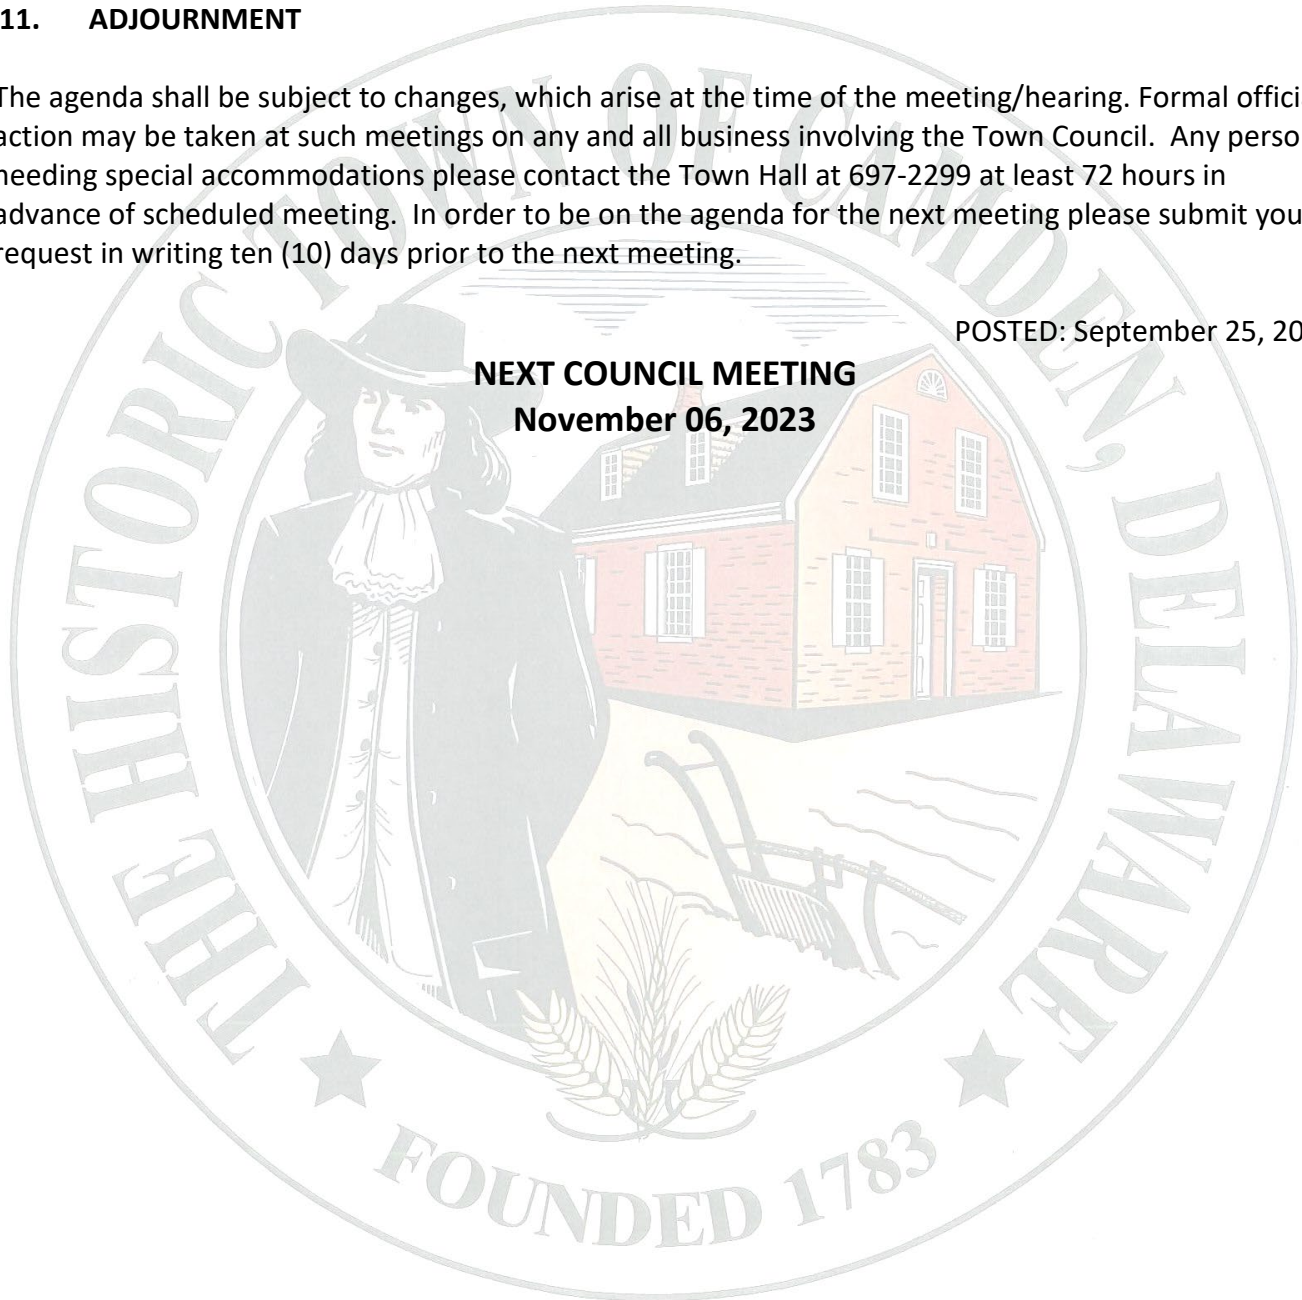 11. ADJOURNMENT
The agenda shall be subject to changes, which arise at the time of the meeting/hearing. Formal offici
action may be taken at such meetings on any and all business involving the Town Council. Any perso
needing special accommodations please contact the Town Hall at 697-2299 at least 72 hours in
advance of scheduled meeting. In order to be on the agenda for the next meeting please submit you
request in writing ten (10) days prior to the next meeting.
POSTED: September 25, 20
NEXT COUNCIL MEETING
November 06, 2023
THE HISTORIC TOWN OF CAMDEN, DELAWARE
FOUNDED 1783